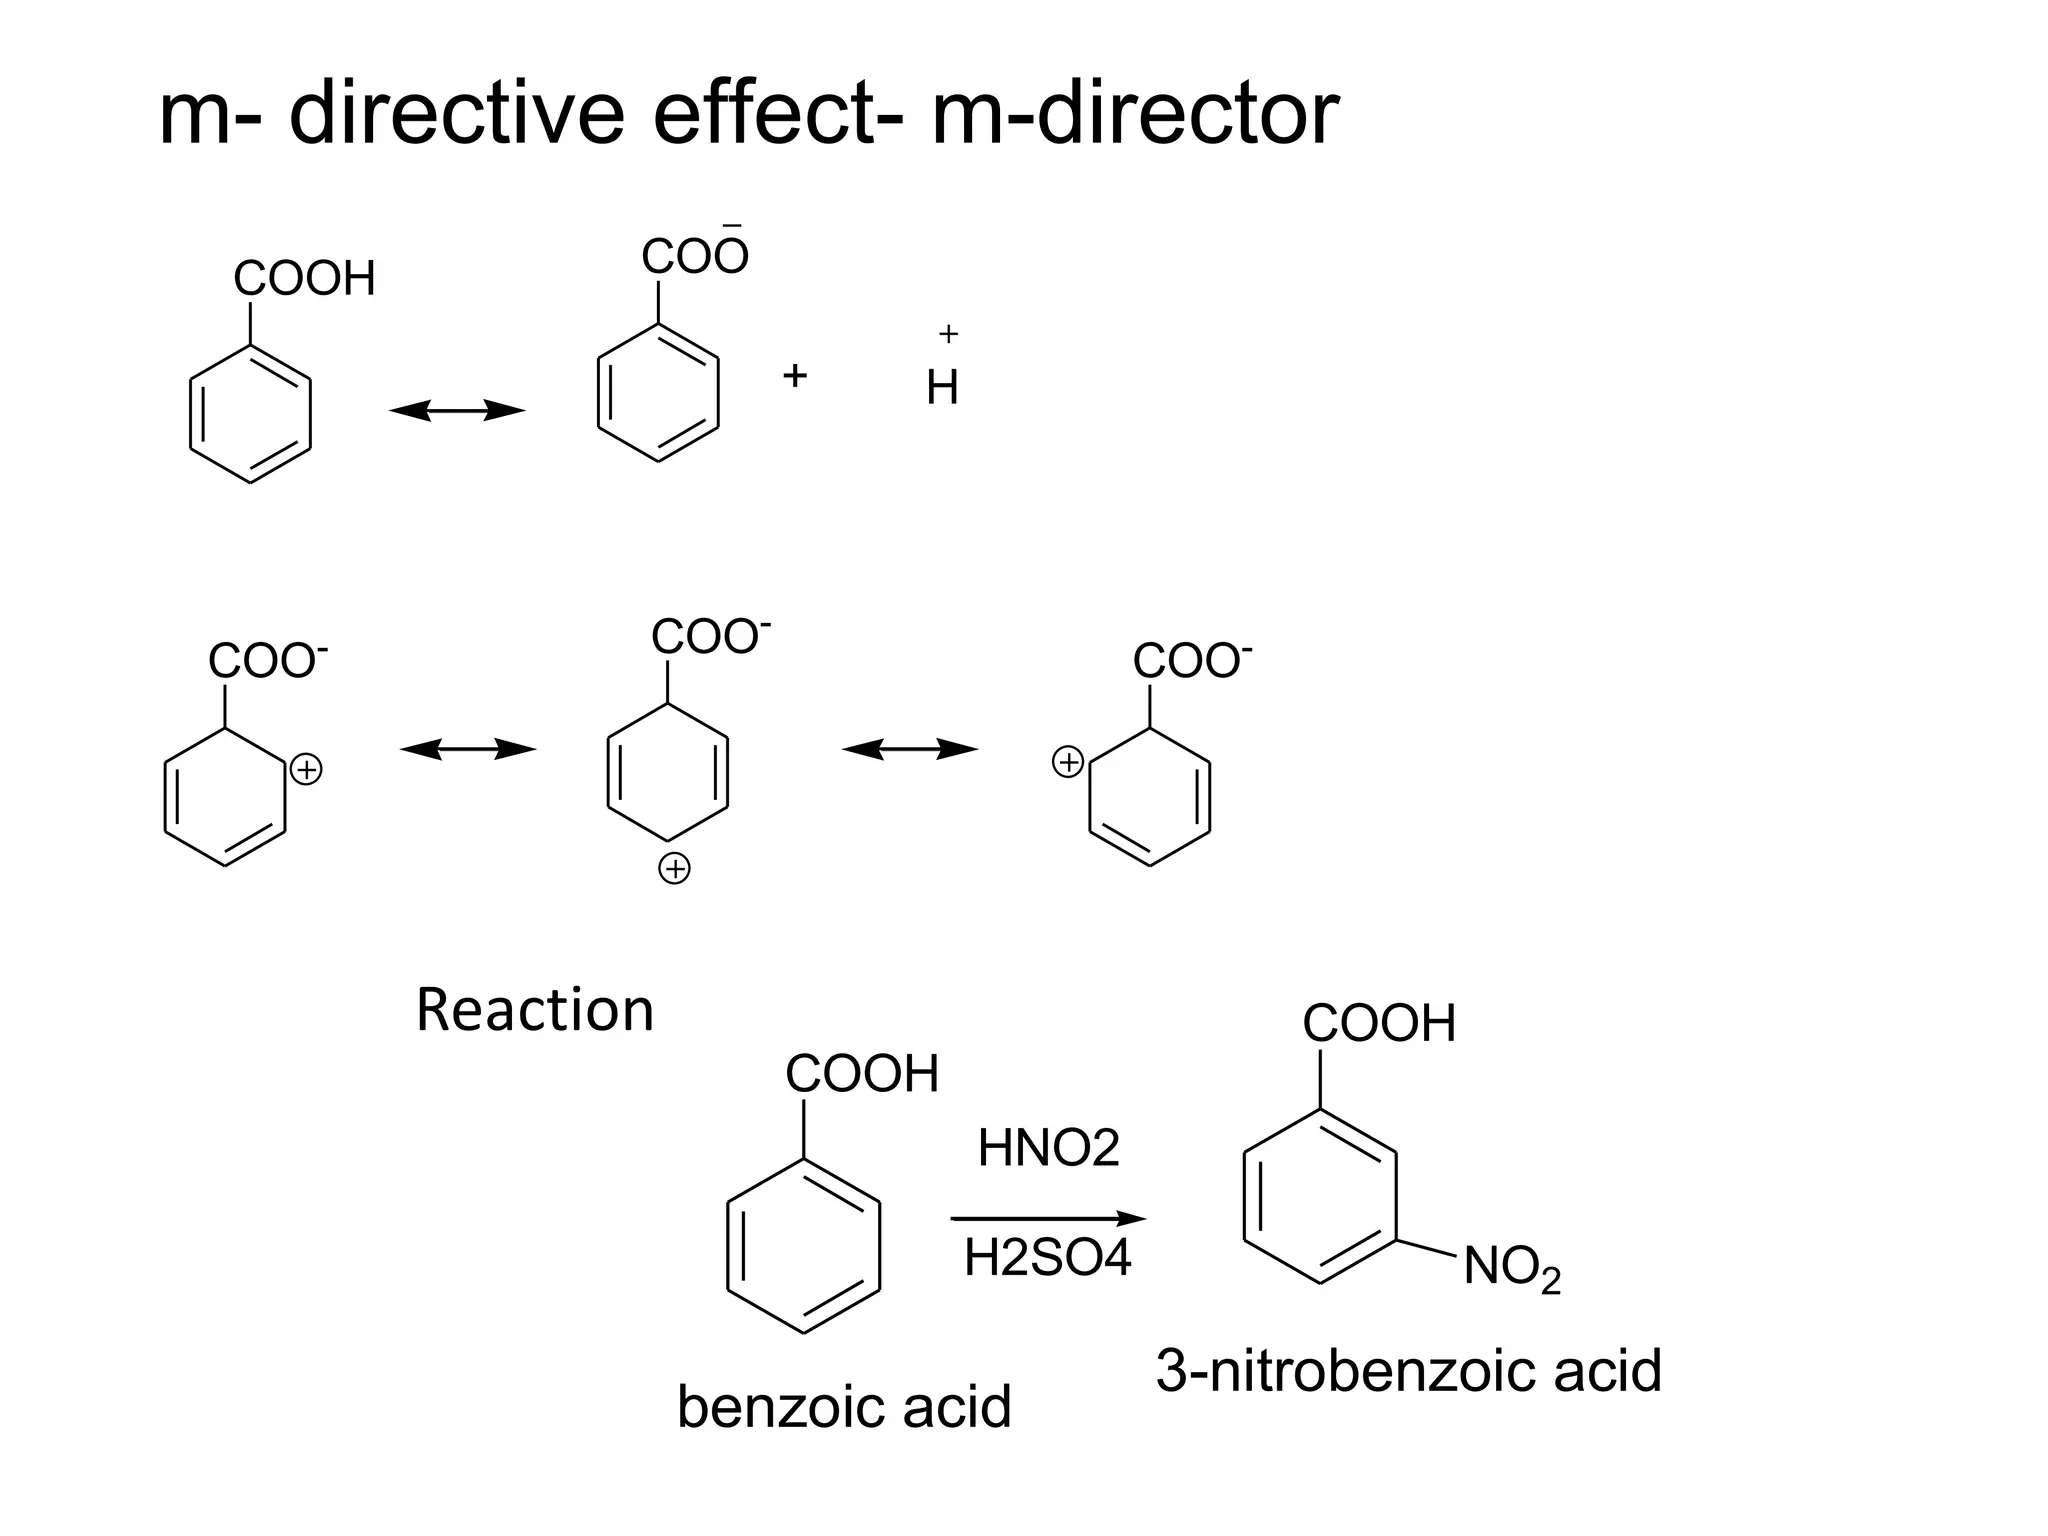 m- directive effect- m-director
COOH
COO⁻
+
H⁺
COO⁻
COO⁻
COO⁻
⊕
⊕
⊕
Reaction
COOH
COOH
HNO2
H2SO4
NO₂
benzoic acid
3-nitrobenzoic acid